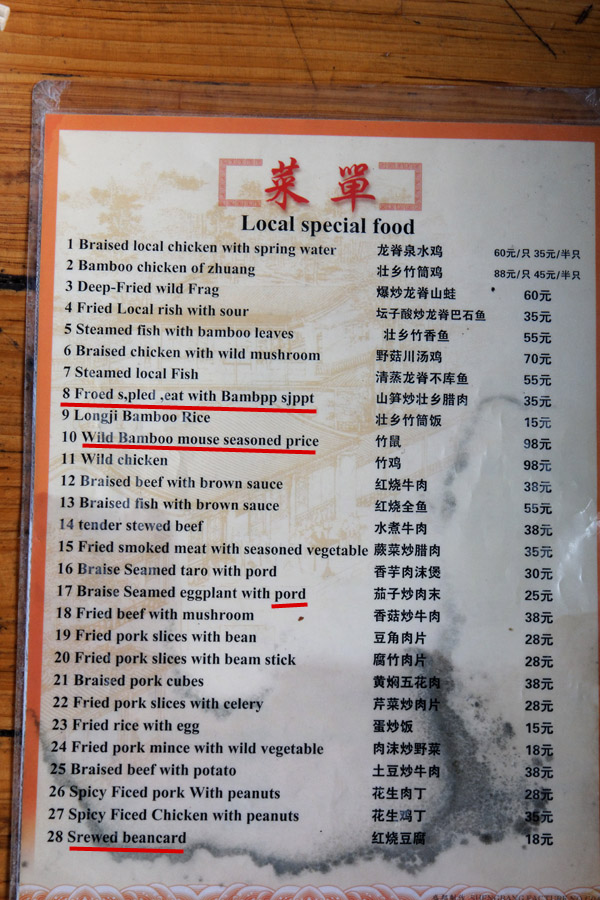 菜單
Local special food
1 Braised local chicken with spring water 龙脊泉水鸡 60元/只 35元/半只
2 Bamboo chicken of zhuang 壮乡竹筒鸡 88元/只 45元/半只
3 Deep-Fried wild Frag 爆炒龙脊山蛙 60元
4 Fried Local rish with sour 坛子酸炒龙脊巴石鱼 35元
5 Steamed fish with bamboo leaves 壮乡竹香鱼 55元
6 Braised chicken with wild mushroom 野菇川汤鸡 70元
7 Steamed local Fish 清蒸龙脊不库鱼 55元
8 Froed s,pled .eat with Bambpp sjppt 山笋炒壮乡腊肉 35元
9 Longji Bamboo Rice 壮乡竹筒饭 15元
10 Wild Bamboo mouse seasoned price 竹鼠 98元
11 Wild chicken 竹鸡 98元
12 Braised beef with brown sauce 红烧牛肉 38元
13 Braised fish with brown sauce 红烧全鱼 55元
14 tender stewed beef 水煮牛肉 38元
15 Fried smoked meat with seasoned vegetable 蕨菜炒腊肉 35元
16 Braise Seamed taro with pord 香芋肉沫煲 30元
17 Braise Seamed eggplant with pord 茄子炒肉末 25元
18 Fried beef with mushroom 香菇炒牛肉 38元
19 Fried pork slices with bean 豆角肉片 28元
20 Fried pork slices with beam stick 腐竹肉片 28元
21 Braised pork cubes 黄焖五花肉 38元
22 Fried pork slices with celery 芹菜炒肉片 28元
23 Fried rice with egg 蛋炒饭 15元
24 Fried pork mince with wild vegetable 肉沫炒野菜 18元
25 Braised beef with potato 土豆炒牛肉 38元
26 Spicy Ficed pork With peanuts 花生肉丁 28元
27 Spicy Ficed Chicken with peanuts 花生鸡丁 35元
28 Srewed beancard 红烧豆腐 18元